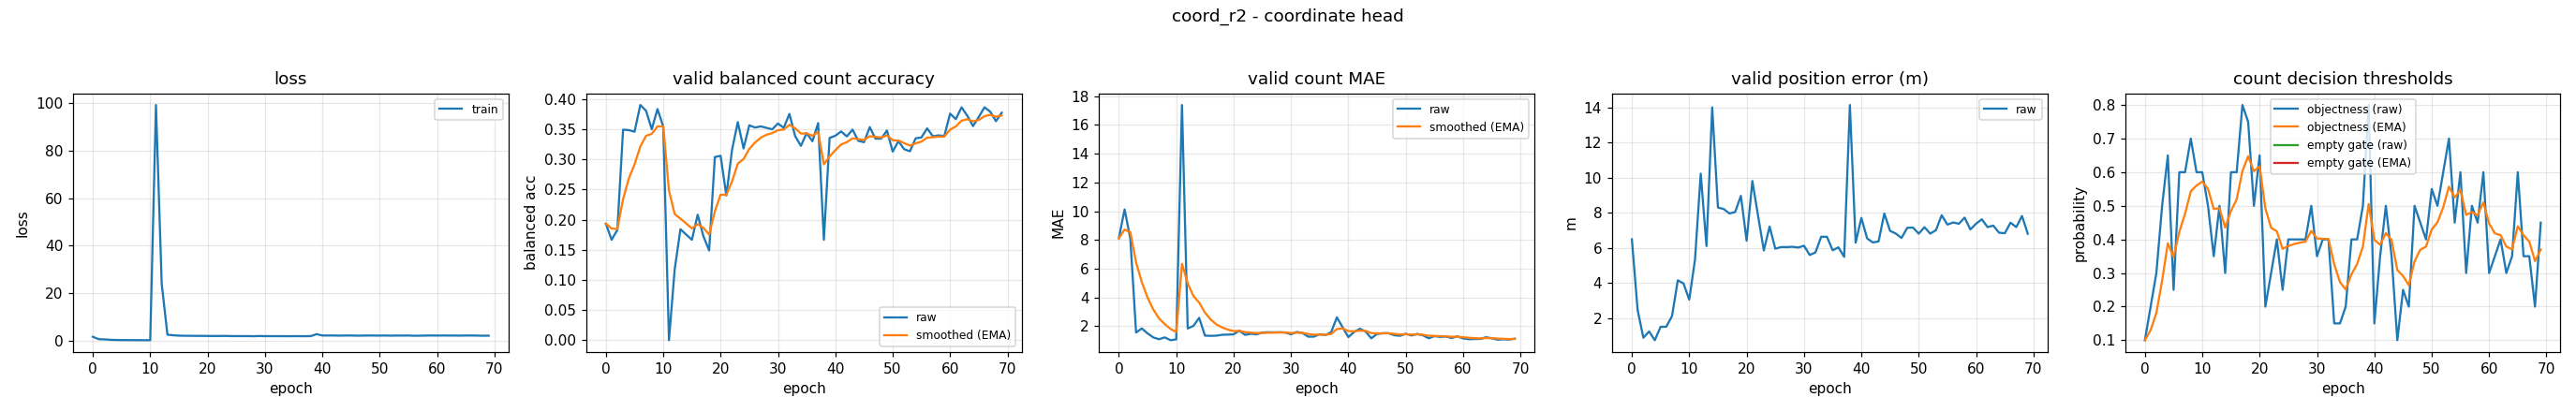 coord_r2 - coordinate head
loss
100
80
60
40
20
0
0 10 20 30 40 50 60 70
epoch
loss
train
valid balanced count accuracy
0.40
0.35
0.30
0.25
0.20
0.15
0.10
0.05
0.00
0 10 20 30 40 50 60 70
epoch
balanced acc
raw
smoothed (EMA)
valid count MAE
18
16
14
12
10
8
6
4
2
0 10 20 30 40 50 60 70
epoch
MAE
raw
smoothed (EMA)
valid position error (m)
14
12
10
8
6
4
2
0 10 20 30 40 50 60 70
epoch
m
raw
count decision thresholds
0.8
0.7
0.6
0.5
0.4
0.3
0.2
0.1
0 10 20 30 40 50 60 70
epoch
probability
objectness (raw)
objectness (EMA)
empty gate (raw)
empty gate (EMA)